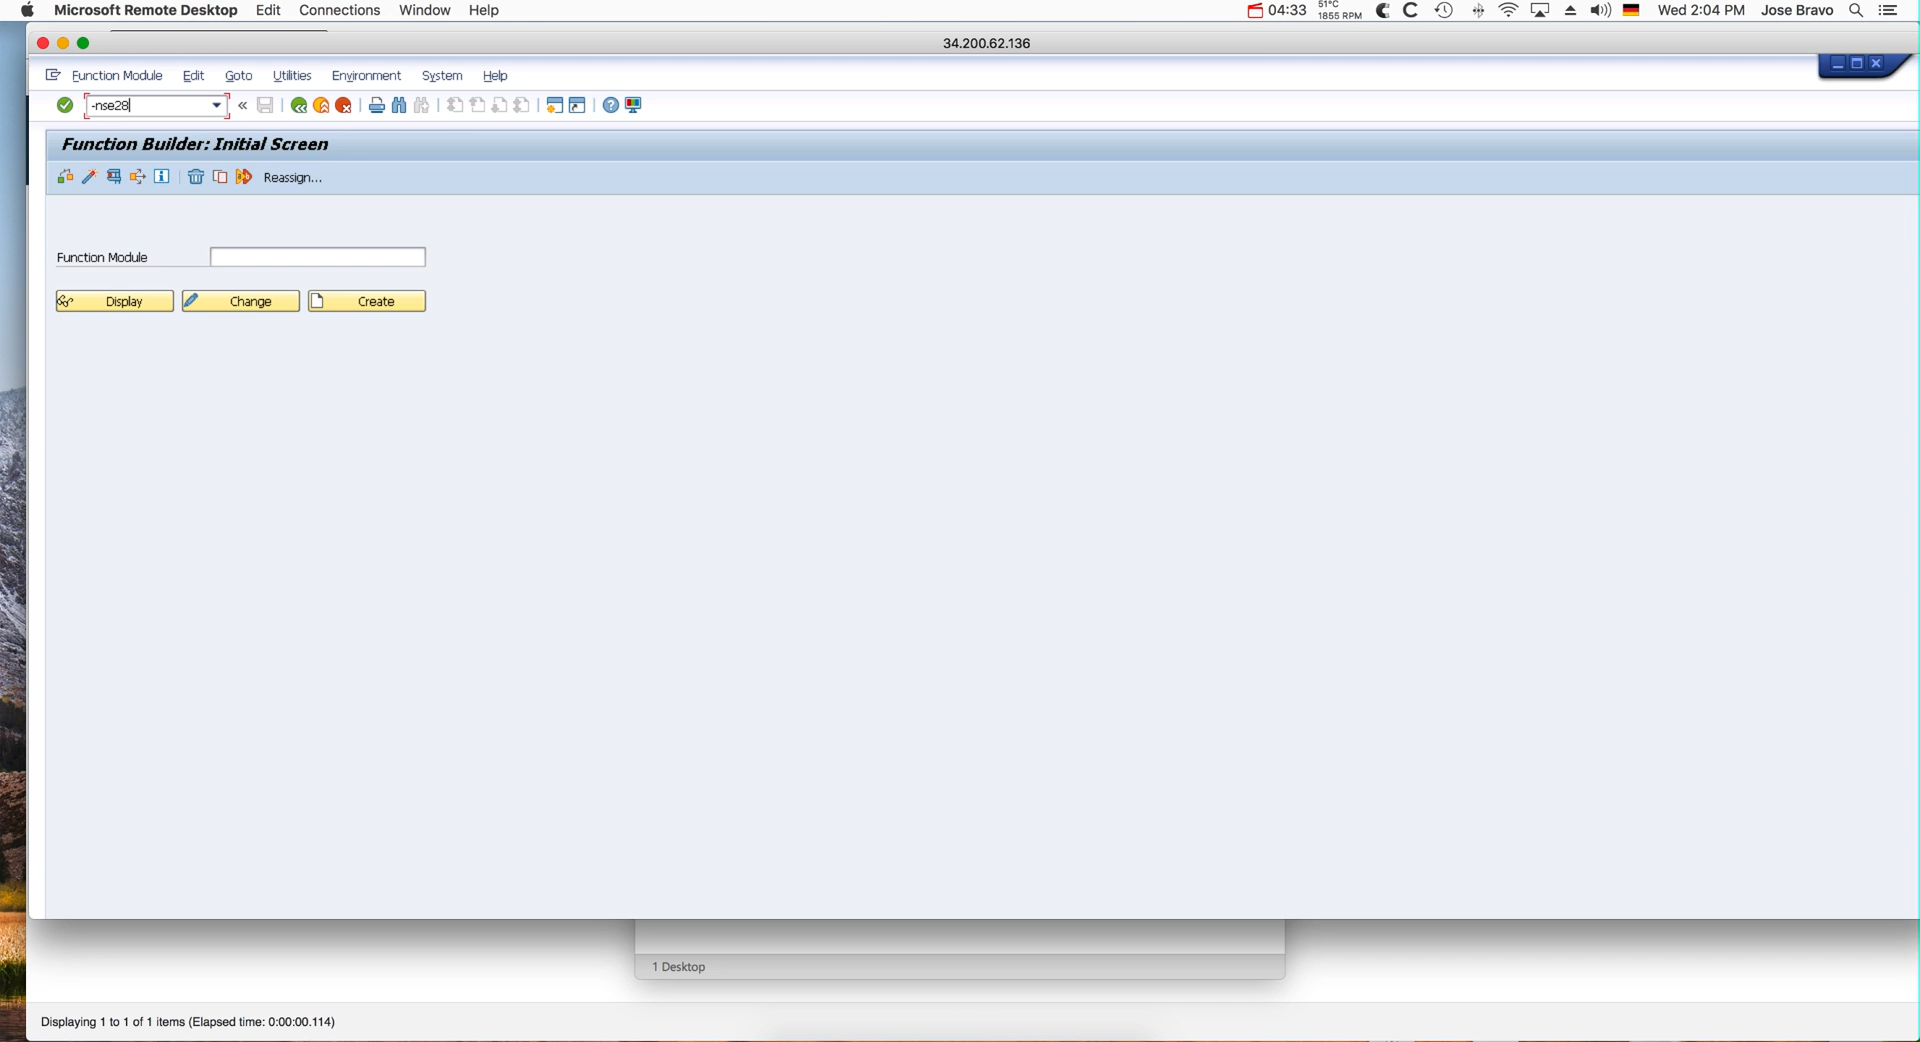 Microsoft Remote Desktop Edit Connections Window Help 04:33 51°C 1855 RPM Wed 2:04 PM Jose Bravo
34.200.62.136
Function Module Edit Goto Utilities Environment System Help
-nse28
Function Builder: Initial Screen
Reassign...
Function Module
Display Change Create
1 Desktop
Displaying 1 to 1 of 1 items (Elapsed time: 0:00:00.114)